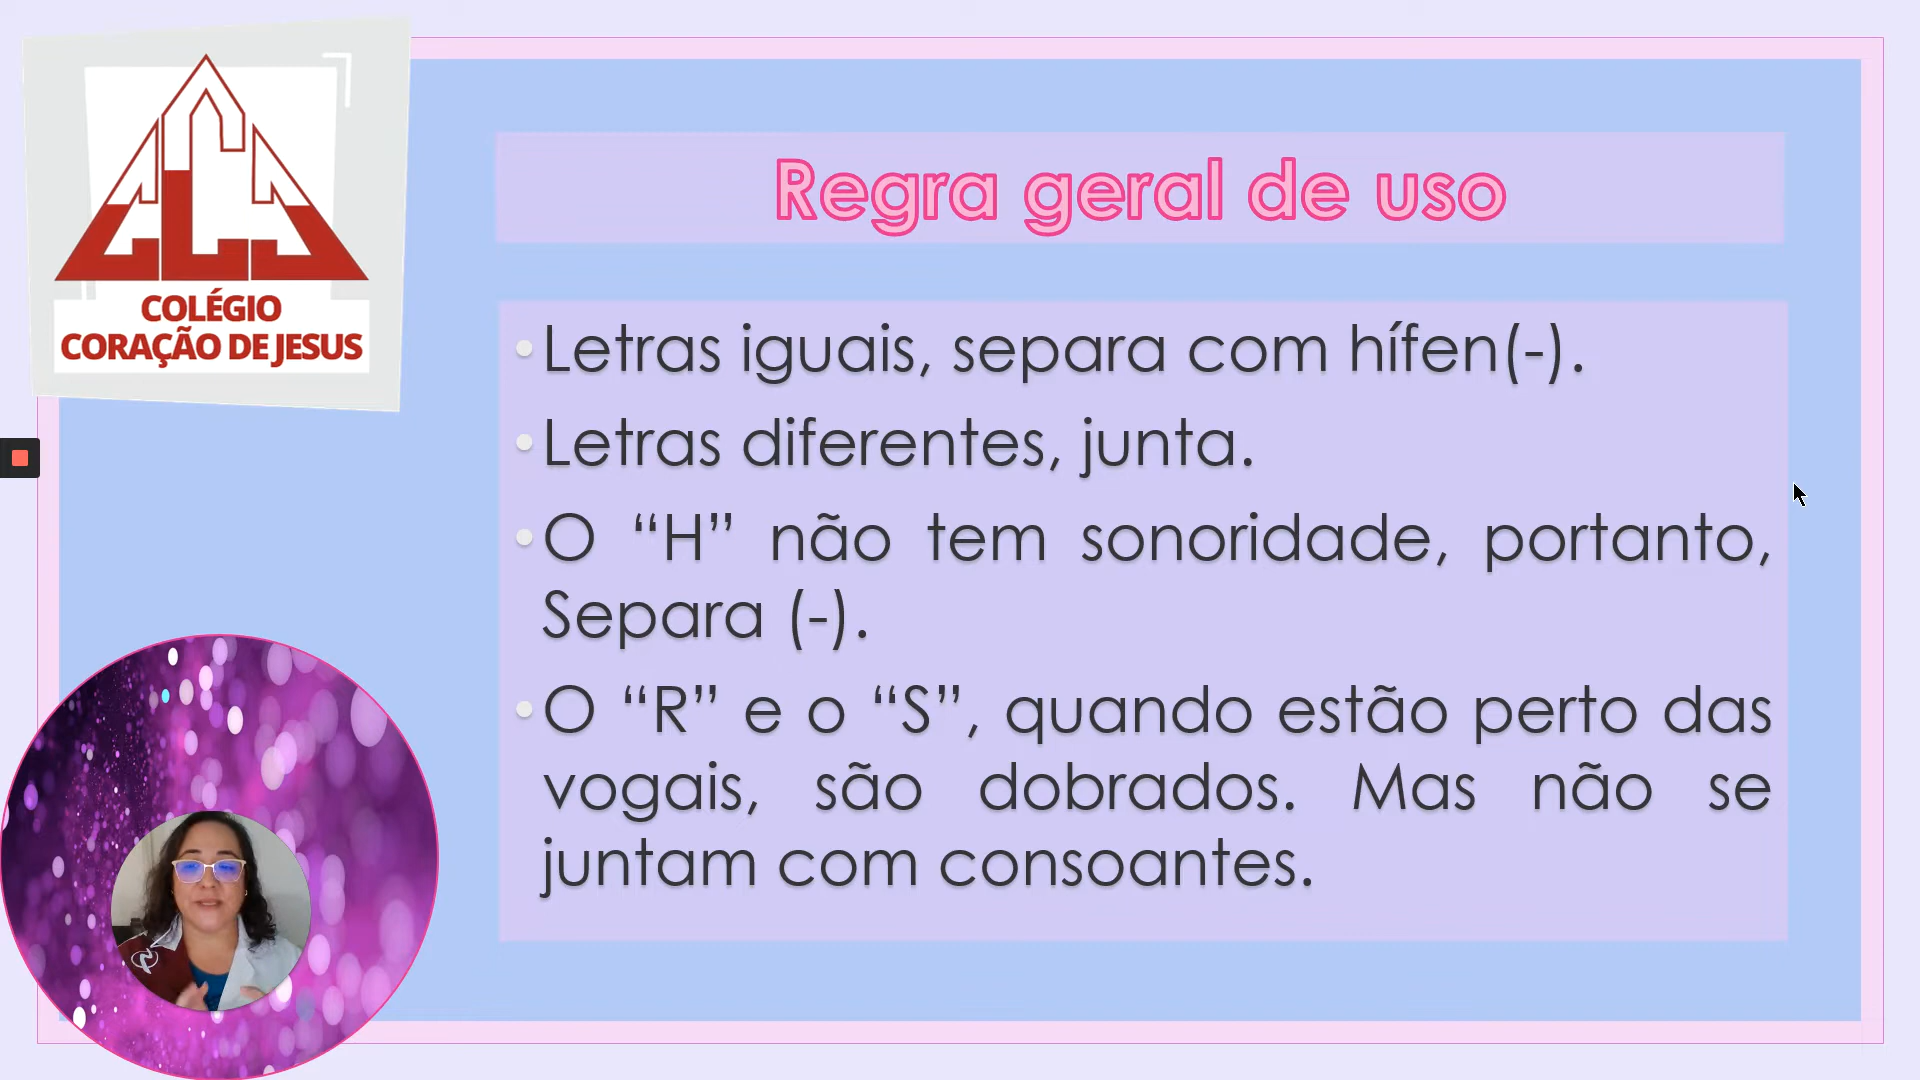 COLÉGIO
CORAÇÃO DE JESUS
Regra geral de uso
Letras iguais, separa com hífen(-).
Letras diferentes, junta.
O “H” não tem sonoridade, portanto,
Separa (-).
O “R” e o “S”, quando estão perto das
vogais, são dobrados. Mas não se
juntam com consoantes.